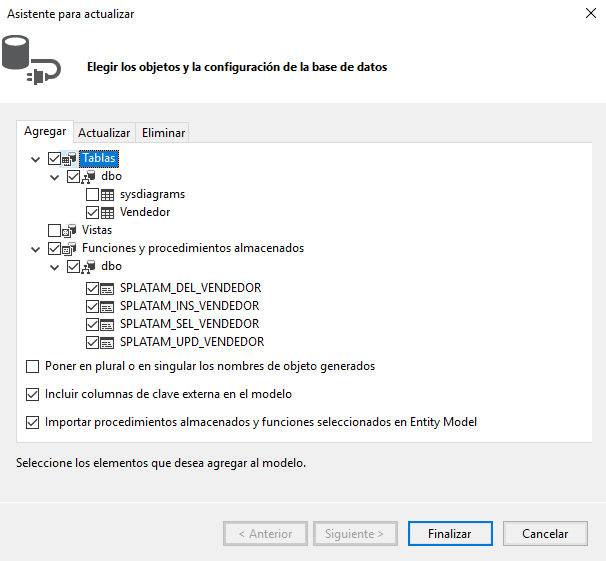 Asistente para actualizar
Elegir los objetos y la configuración de la base de datos
Agregar
Actualizar
Eliminar
Tablas
dbo
sysdiagrams
Vendedor
Vistas
Funciones y procedimientos almacenados
dbo
SPLATAM_DEL_VENDEDOR
SPLATAM_INS_VENDEDOR
SPLATAM_SEL_VENDEDOR
SPLATAM_UPD_VENDEDOR
Poner en plural o en singular los nombres de objeto generados
Incluir columnas de clave externa en el modelo
Importar procedimientos almacenados y funciones seleccionados en Entity Model
Seleccione los elementos que desea agregar al modelo.
< Anterior
Siguiente >
Finalizar
Cancelar